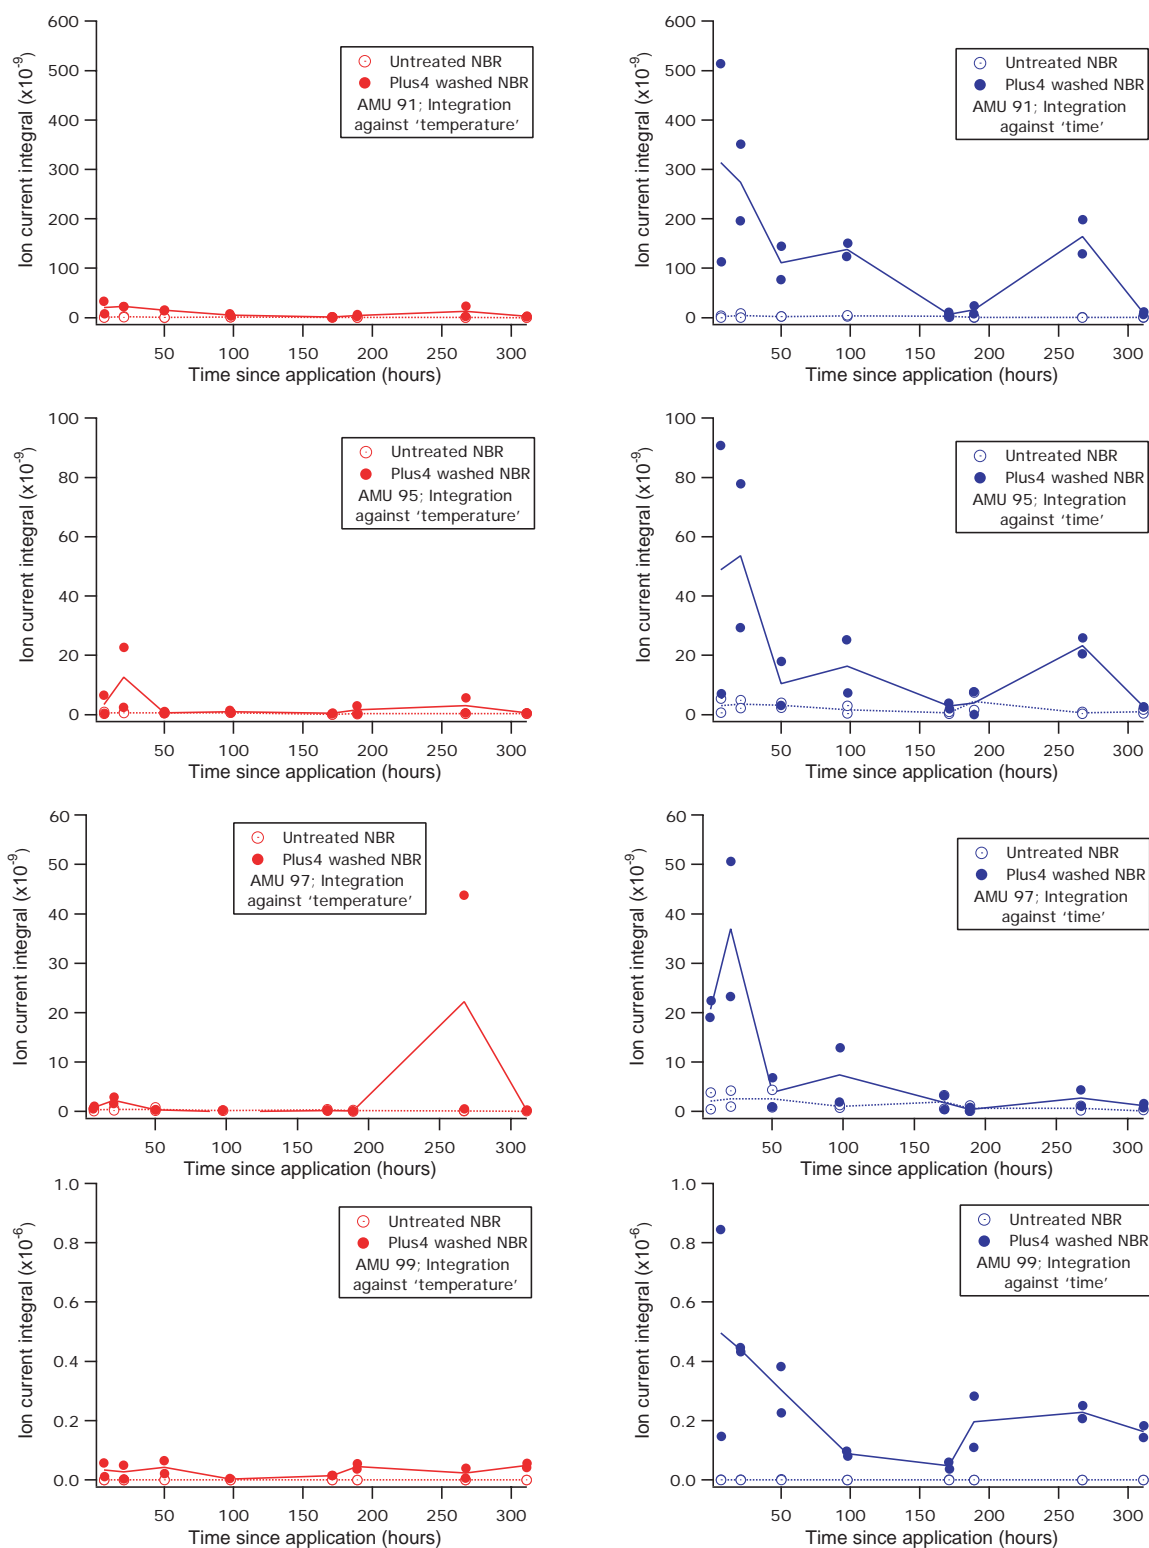 600
500
400
300
200
100
0
Ion current integral (x10-9)
Untreated NBR
Plus4 washed NBR
AMU 91; Integration
against ‘temperature’
50 100 150 200 250 300
Time since application (hours)
600
500
400
300
200
100
0
Ion current integral (x10-9)
Untreated NBR
Plus4 washed NBR
AMU 91; Integration
against ‘time’
50 100 150 200 250 300
Time since application (hours)
100
80
60
40
20
0
Ion current integral (x10-9)
Untreated NBR
Plus4 washed NBR
AMU 95; Integration
against ‘temperature’
50 100 150 200 250 300
Time since application (hours)
100
80
60
40
20
0
Ion current integral (x10-9)
Untreated NBR
Plus4 washed NBR
AMU 95; Integration
against ‘time’
50 100 150 200 250 300
Time since application (hours)
60
50
40
30
20
10
0
Ion current integral (x10-9)
Untreated NBR
Plus4 washed NBR
AMU 97; Integration
against ‘temperature’
50 100 150 200 250 300
Time since application (hours)
60
50
40
30
20
10
0
Ion current integral (x10-9)
Untreated NBR
Plus4 washed NBR
AMU 97; Integration
against ‘time’
50 100 150 200 250 300
Time since application (hours)
1.0
0.8
0.6
0.4
0.2
0.0
Ion current integral (x10-6)
Untreated NBR
Plus4 washed NBR
AMU 99; Integration
against ‘temperature’
50 100 150 200 250 300
Time since application (hours)
1.0
0.8
0.6
0.4
0.2
0.0
Ion current integral (x10-6)
Untreated NBR
Plus4 washed NBR
AMU 99; Integration
against ‘time’
50 100 150 200 250 300
Time since application (hours)